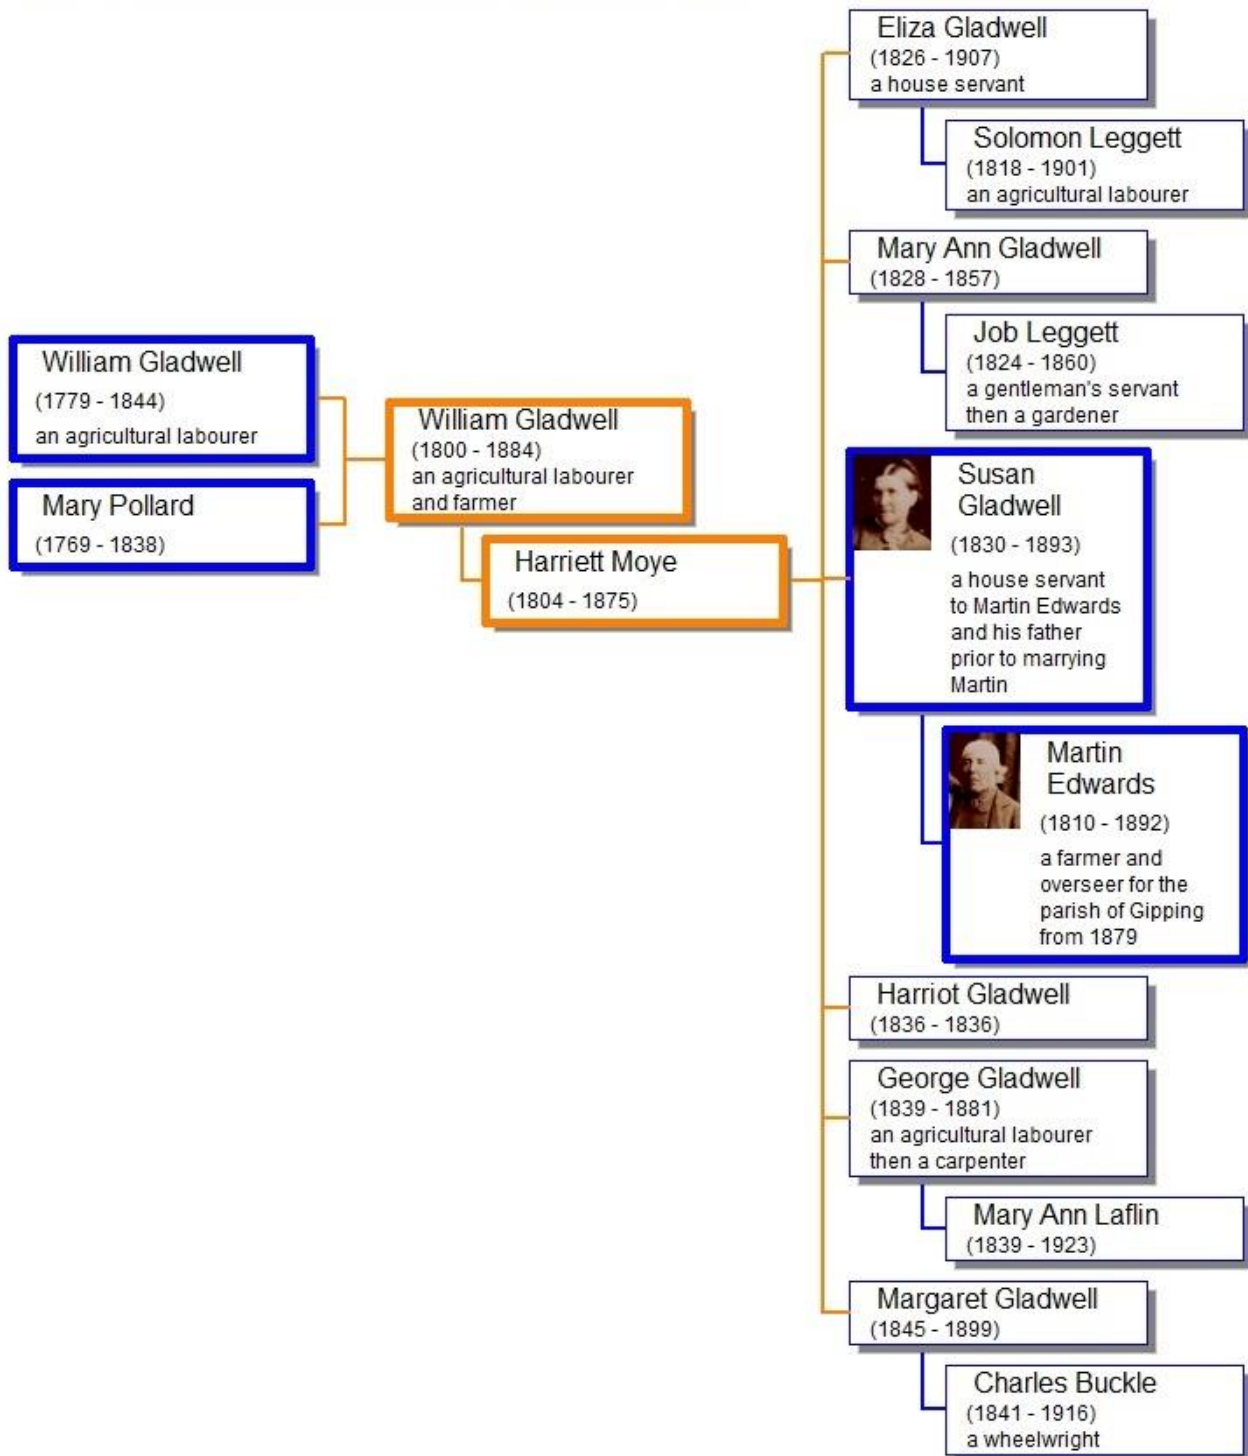 William Gladwell
(1779 - 1844)
an agricultural labourer
Mary Pollard
(1769 - 1838)
William Gladwell
(1800 - 1884)
an agricultural labourer
and farmer
Harriett Moye
(1804 - 1875)
Eliza Gladwell
(1826 - 1907)
a house servant
Solomon Leggett
(1818 - 1901)
an agricultural labourer
Mary Ann Gladwell
(1828 - 1857)
Job Leggett
(1824 - 1860)
a gentleman's servant
then a gardener
Susan
Gladwell
(1830 - 1893)
a house servant
to Martin Edwards
and his father
prior to marrying
Martin
Martin
Edwards
(1810 - 1892)
a farmer and
overseer for the
parish of Gipping
from 1879
Harriot Gladwell
(1836 - 1836)
George Gladwell
(1839 - 1881)
an agricultural labourer
then a carpenter
Mary Ann Laflin
(1839 - 1923)
Margaret Gladwell
(1845 - 1899)
Charles Buckle
(1841 - 1916)
a wheelwright